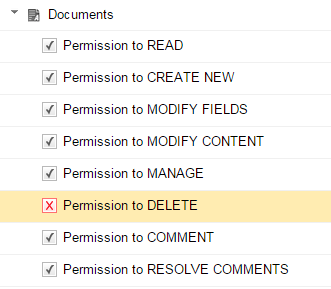 Documents
Permission to READ
Permission to CREATE NEW
Permission to MODIFY FIELDS
Permission to MODIFY CONTENT
Permission to MANAGE
Permission to DELETE
Permission to COMMENT
Permission to RESOLVE COMMENTS